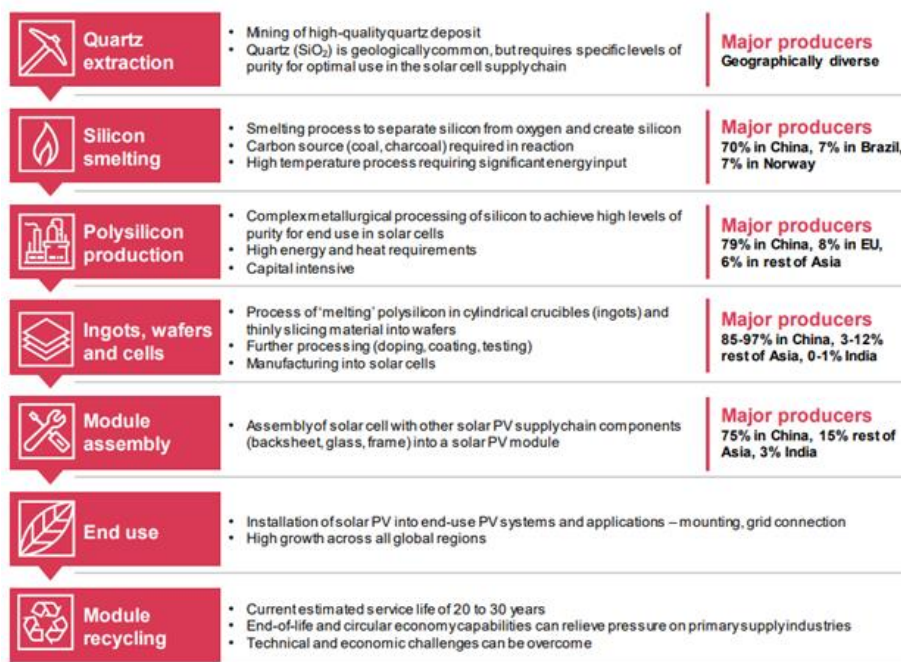 Quartz
extraction
• Mining of high-quality quartz deposit
• Quartz (SiO₂) is geologically common, but requires specific levels of
purity for optimal use in the solar cell supply chain
Major producers
Geographically diverse
Silicon
smelting
• Smelting process to separate silicon from oxygen and create silicon
• Carbon source (coal, charcoal) required in reaction
• High temperature process requiring significant energy input
Major producers
70% in China, 7% in Brazil,
7% in Norway
Polysilicon
production
• Complex metallurgical processing of silicon to achieve high levels of
purity for end use in solar cells
• High energy and heat requirements
• Capital intensive
Major producers
79% in China, 8% in EU,
6% in rest of Asia
Ingots, wafers
and cells
• Process of ‘melting’ polysilicon in cylindrical crucibles (ingots) and
thinly slicing material into wafers
• Further processing (doping, coating, testing)
• Manufacturing into solar cells
Major producers
85-97% in China, 3-12%
rest of Asia, 0-1% India
Module
assembly
• Assembly of solar cell with other solar PV supply chain components
(backsheet, glass, frame) into a solar PV module
Major producers
75% in China, 15% rest of
Asia, 3% India
End use
• Installation of solar PV into end-use PV systems and applications – mounting, grid connection
• High growth across all global regions
Module
recycling
• Current estimated service life of 20 to 30 years
• End-of-life and circular economy capabilities can relieve pressure on primary supply industries
• Technical and economic challenges can be overcome